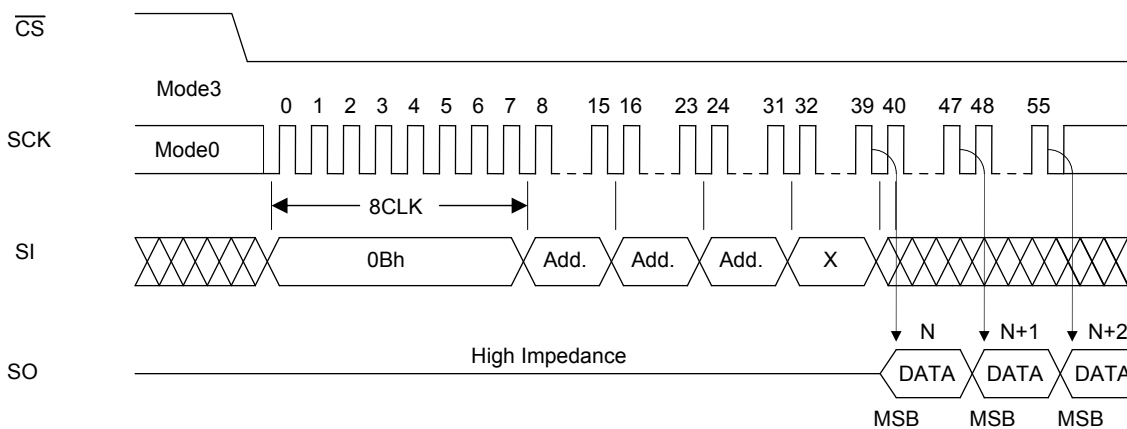 CS
Mode3
0 1 2 3 4 5 6 7 8 15 16 23 24 31 32 39 40 47 48 55
SCK
Mode0
8CLK
SI
0Bh Add. Add. Add. X
N N+1 N+2
High Impedance
SO
DATA DATA DATA
MSB MSB MSB